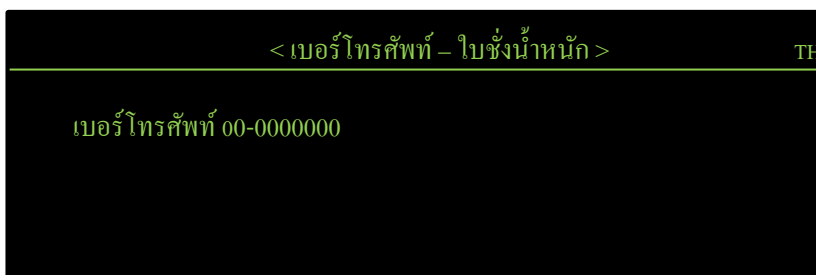 < เบอร์โทรศัพท์ – ใบชั่งน้ำหนัก > TH
เบอร์โทรศัพท์ 00-0000000